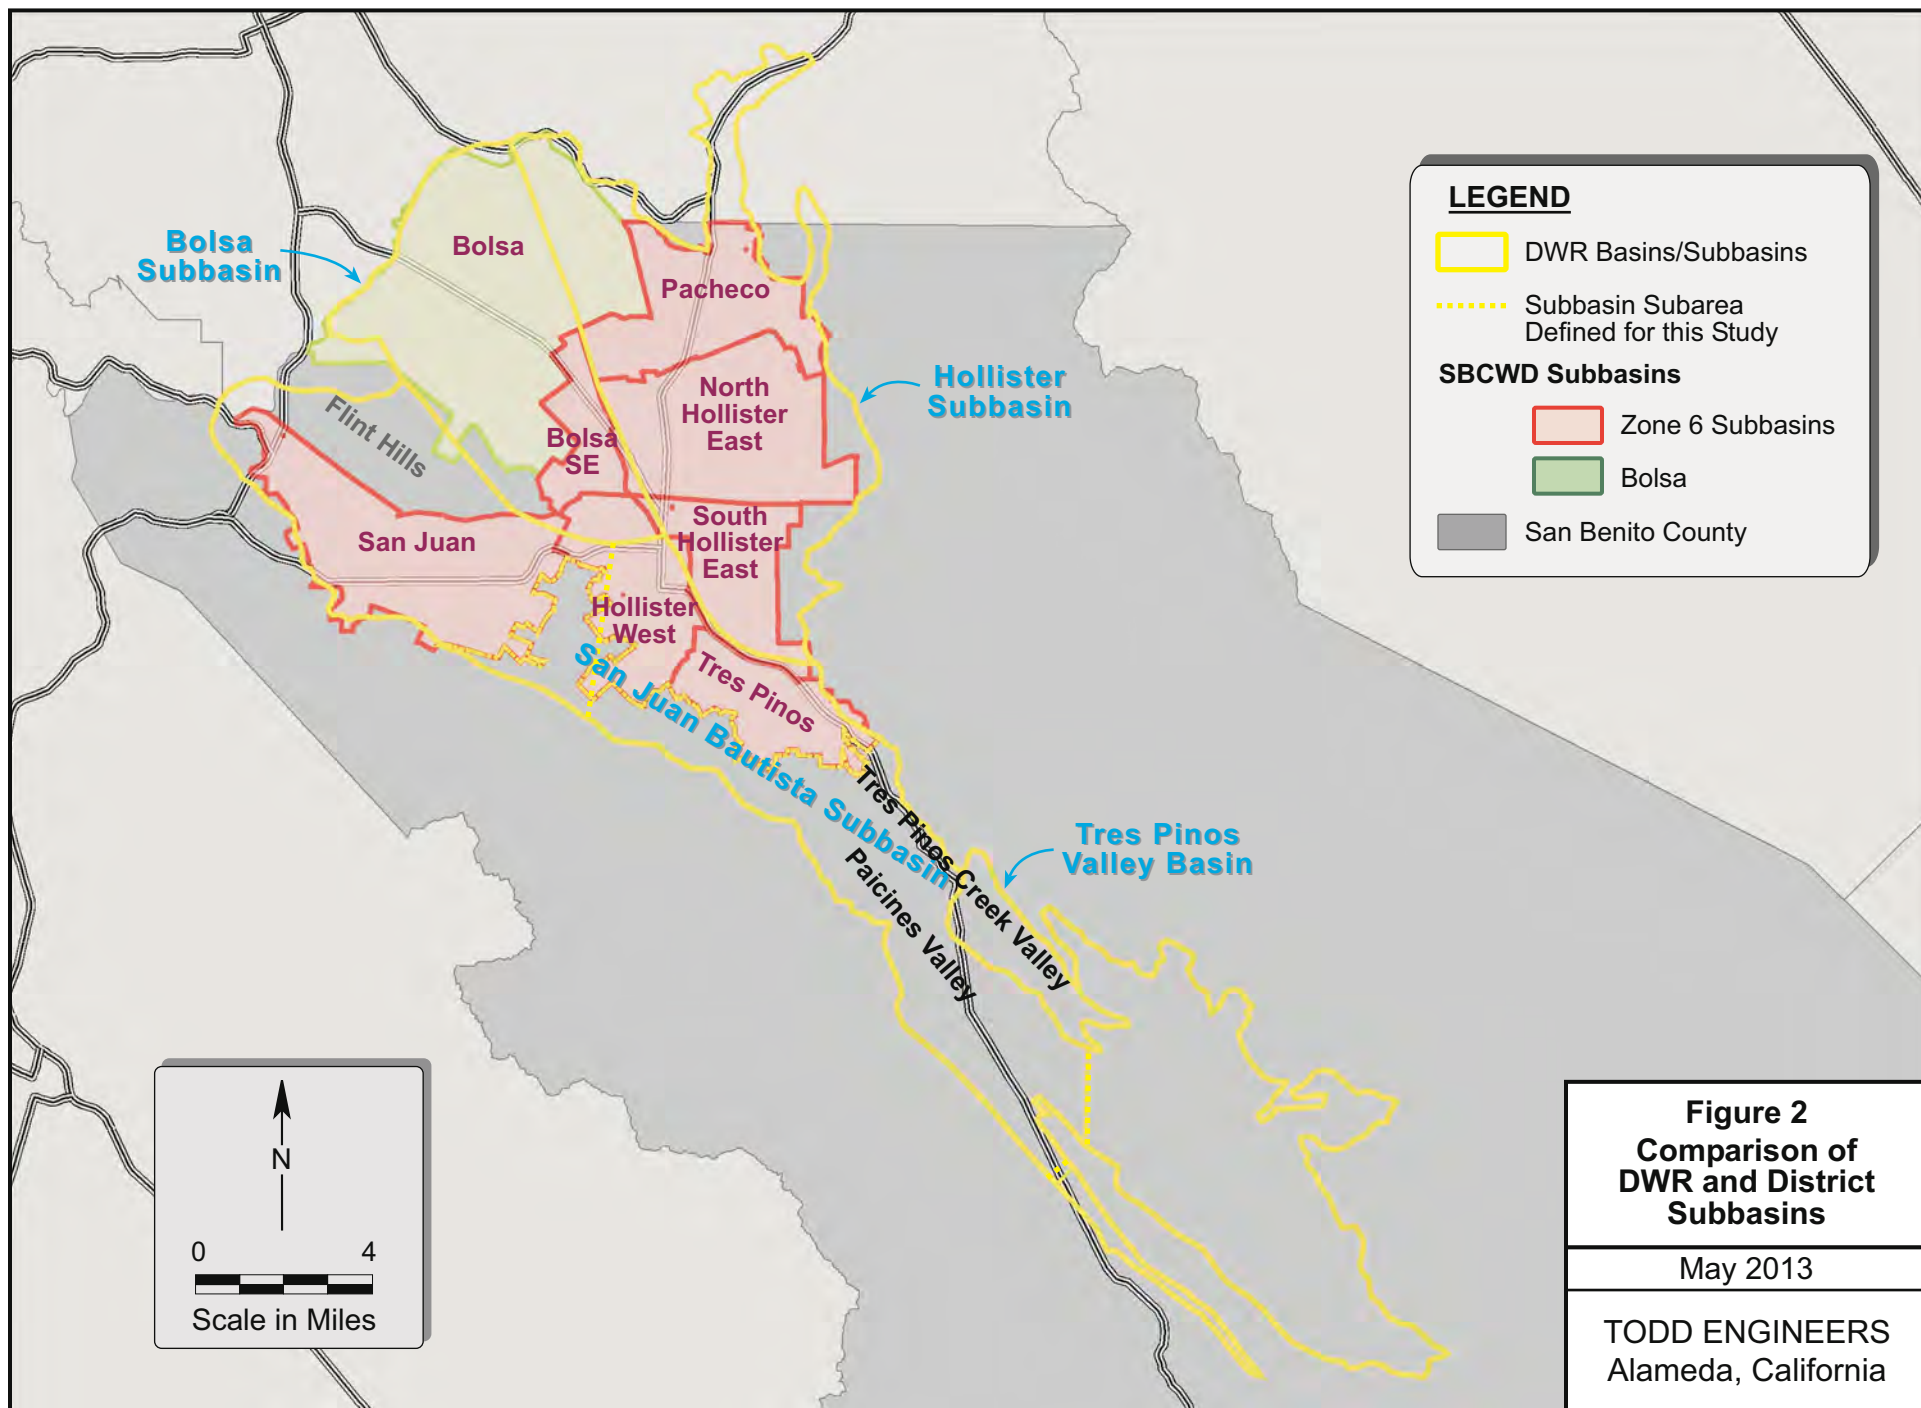 Bolsa
Subbasin
Bolsa
Pacheco
North
Hollister
East
Hollister
Subbasin
Flint Hills
Bolsa
SE
San Juan
South
Hollister
East
Hollister
West
Tres Pinos
San Juan Bautista Subbasin
Tres Pinos Creek Valley
Paicines Valley
Tres Pinos
Valley Basin
LEGEND
DWR Basins/Subbasins
Subbasin Subarea
Defined for this Study
SBCWD Subbasins
Zone 6 Subbasins
Bolsa
San Benito County
N
0 4
Scale in Miles
Figure 2
Comparison of
DWR and District
Subbasins
May 2013
TODD ENGINEERS
Alameda, California